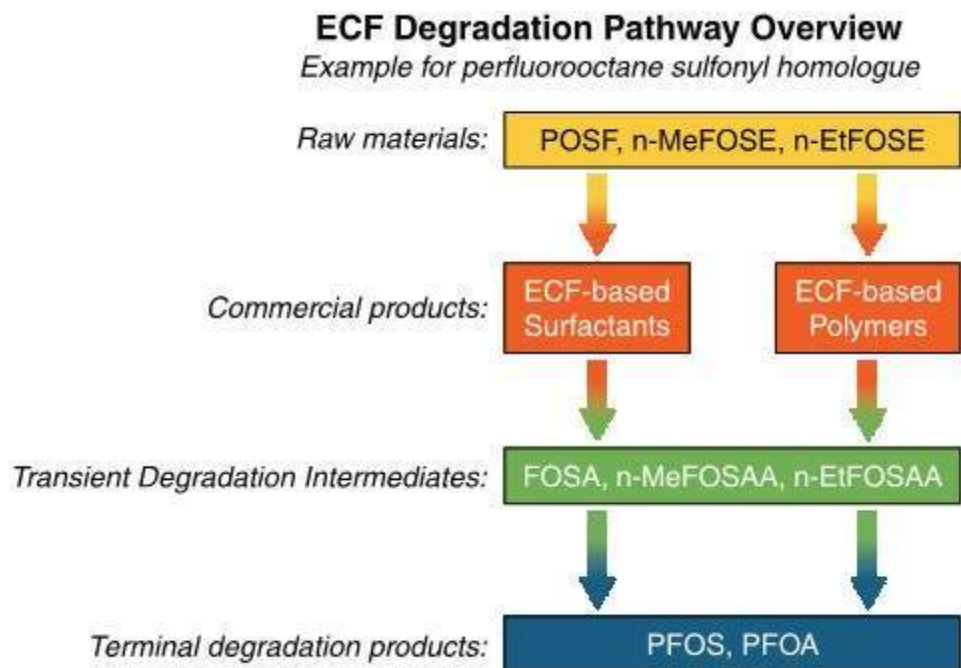 ECF Degradation Pathway Overview
Example for perfluorooctane sulfonyl homologue
Raw materials:
POSF, n-MeFOSE, n-EtFOSE
Commercial products:
ECF-based
Surfactants
ECF-based
Polymers
Transient Degradation Intermediates:
FOSA, n-MeFOSAA, n-EtFOSAA
Terminal degradation products:
PFOS, PFOA